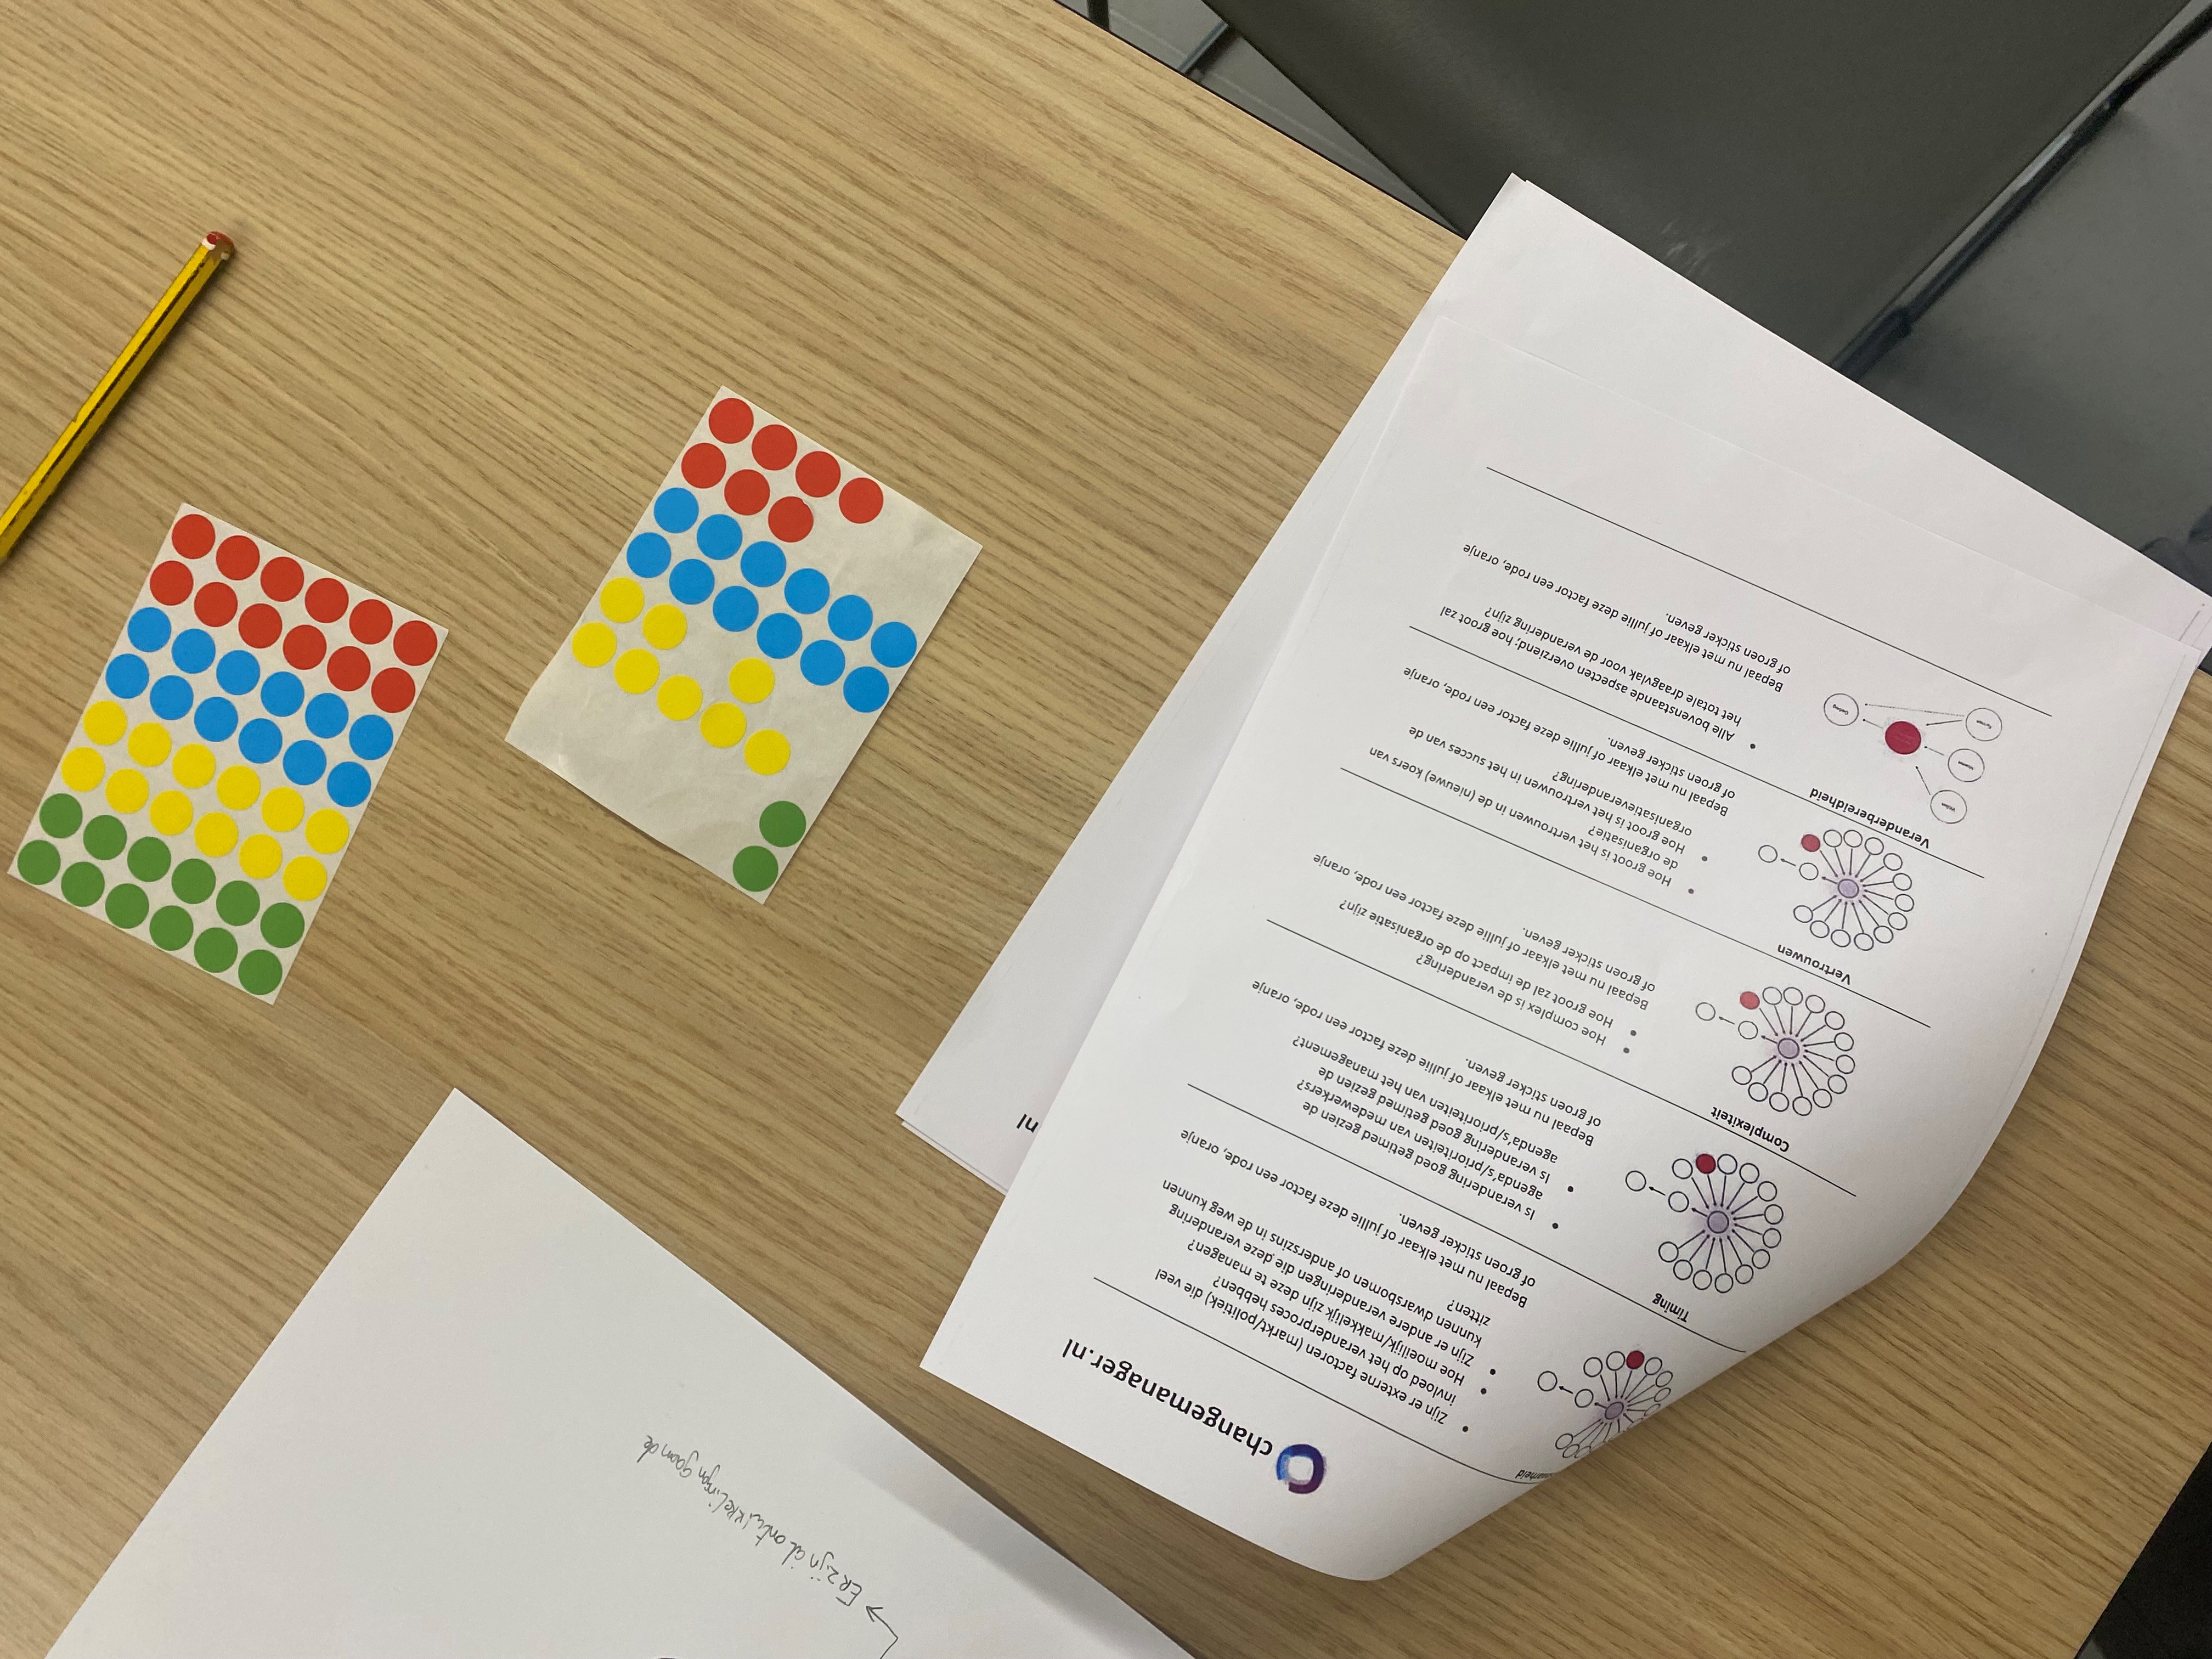 changemanager.nl
Zijn er externe factoren (markt/politiek) die veel
invloed op het veranderproces hebben?
Hoe moeilijk/makkelijk zijn deze te managen?
Zijn er andere veranderingen die deze verandering
kunnen dwarsbomen of anderszins in de weg kunnen
zitten?
Bepaal nu met elkaar of jullie deze factor een rode, oranje
of groen sticker geven.
Timing
Is verandering goed getimed gezien de
agenda's/prioriteiten van medewerkers?
Is verandering goed getimed gezien de
agenda's/prioriteiten van het management?
Bepaal nu met elkaar of jullie deze factor een rode, oranje
of groen sticker geven.
Complexiteit
Hoe complex is de verandering?
Hoe groot zal de impact op de organisatie zijn?
Bepaal nu met elkaar of jullie deze factor een rode, oranje
of groen sticker geven.
Vertrouwen
Hoe groot is het vertrouwen in de (nieuwe) koers van
de organisatie?
Hoe groot is het vertrouwen in het succes van de
organisatieverandering?
Bepaal nu met elkaar of jullie deze factor een rode, oranje
of groen sticker geven.
Veranderbereidheid
Alle bovenstaande aspecten overziend; hoe groot zal
het totale draagvlak voor de verandering zijn?
Bepaal nu met elkaar of jullie deze factor een rode, oranje
of groen sticker geven.
.nl
Er zijn al ontwikkelingen gaande